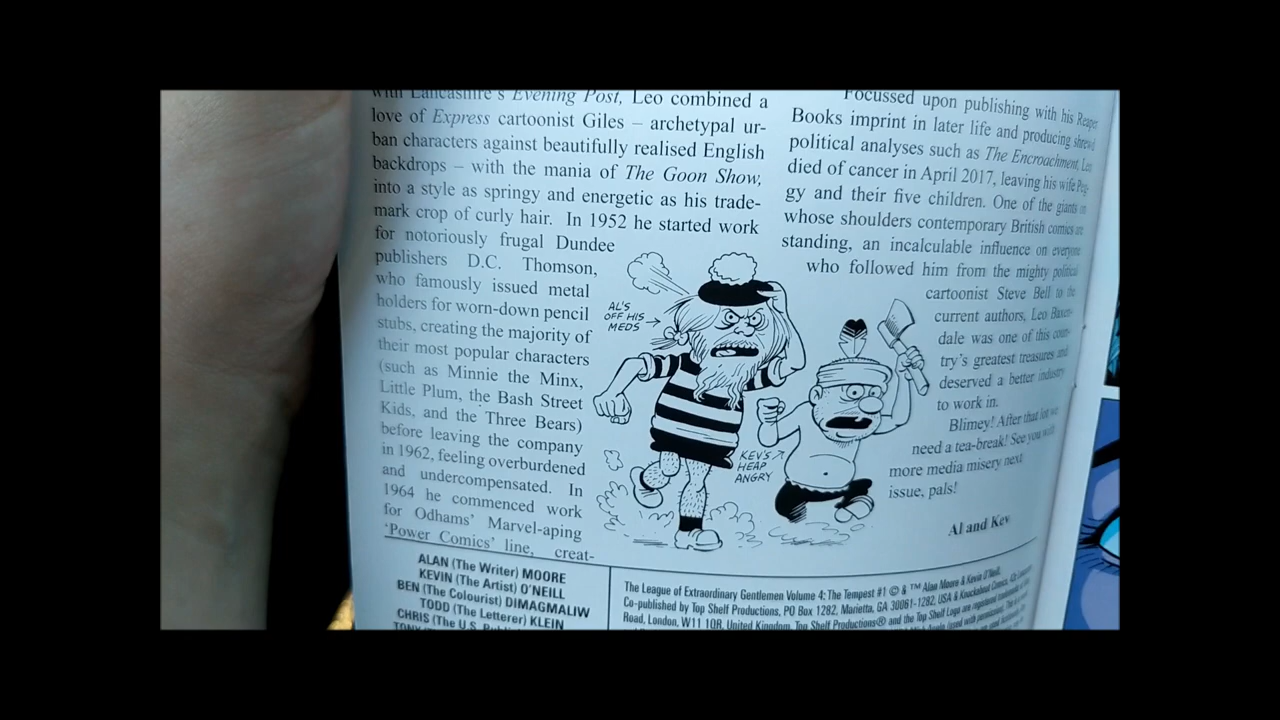 with Lancashire's Evening Post, Leo combined a
love of Express cartoonist Giles – archetypal ur-
ban characters against beautifully realised English
backdrops – with the mania of The Goon Show,
into a style as springy and energetic as his trade-
mark crop of curly hair. In 1952 he started work
for notoriously frugal Dundee
publishers D.C. Thomson,
who famously issued metal
holders for worn-down pencil
stubs, creating the majority of
their most popular characters
(such as Minnie the Minx,
Little Plum, the Bash Street
Kids, and the Three Bears)
before leaving the company
in 1962, feeling overburdened
and undercompensated. In
1964 he commenced work
for Odhams' Marvel-aping
'Power Comics' line, creat-
AL'S
OFF HIS
MEDS
KEV'S
HEAP
ANGRY
Focussed upon publishing with his Reaper
Books imprint in later life and producing shrewd
political analyses such as The Encroachment, Leo
died of cancer in April 2017, leaving his wife Peg-
gy and their five children. One of the giants on
whose shoulders contemporary British comics are
standing, an incalculable influence on everyone
who followed him from the mighty political
cartoonist Steve Bell to the
current authors, Leo Baxen-
dale was one of this coun-
try's greatest treasures and
deserved a better industry
to work in.
Blimey! After that lot we
need a tea-break! See you with
more media misery next
issue, pals!
Al and Kev
ALAN (The Writer) MOORE
KEVIN (The Artist) O'NEILL
BEN (The Colourist) DIMAGMALIW
TODD (The Letterer) KLEIN
CHRIS (The U.S.
The League of Extraordinary Gentlemen Volume 4: The Tempest #1 © & ™ Alan Moore & Kevin O'Neill.
Co-published by Top Shelf Productions, PO Box 1282, Marietta, GA 30061-1282, USA & Knockabout Comics,
Road, London, W11 1QR, United Kingdom. Top Shelf Productions® and the Top Shelf Logo are registered trademarks of